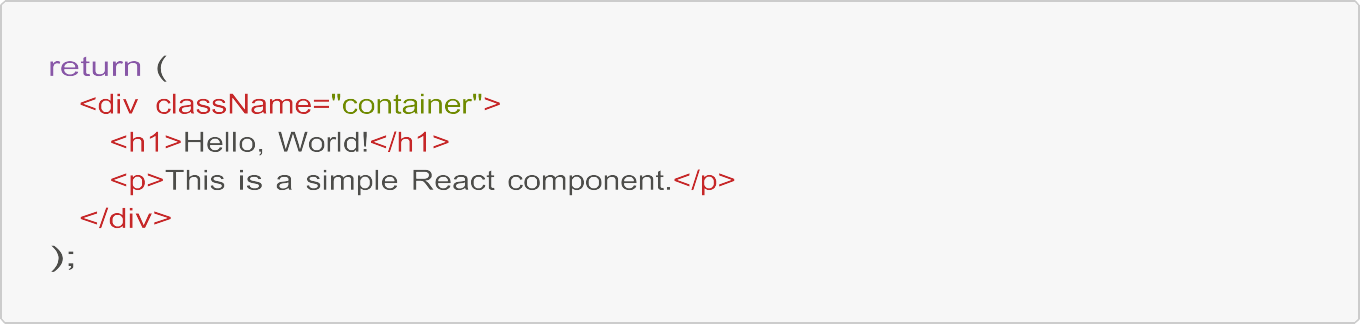 return (
  <div className="container">
    <h1>Hello, World!</h1>
    <p>This is a simple React component.</p>
  </div>
);